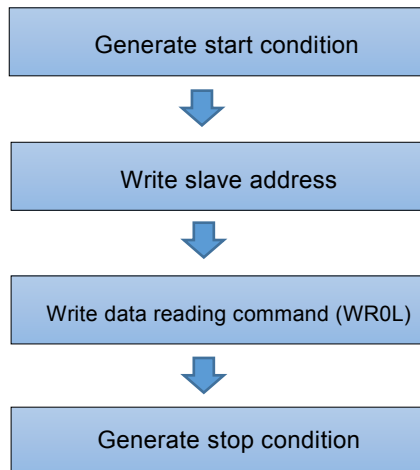 Generate start condition
Write slave address
Write data reading command (WR0L)
Generate stop condition